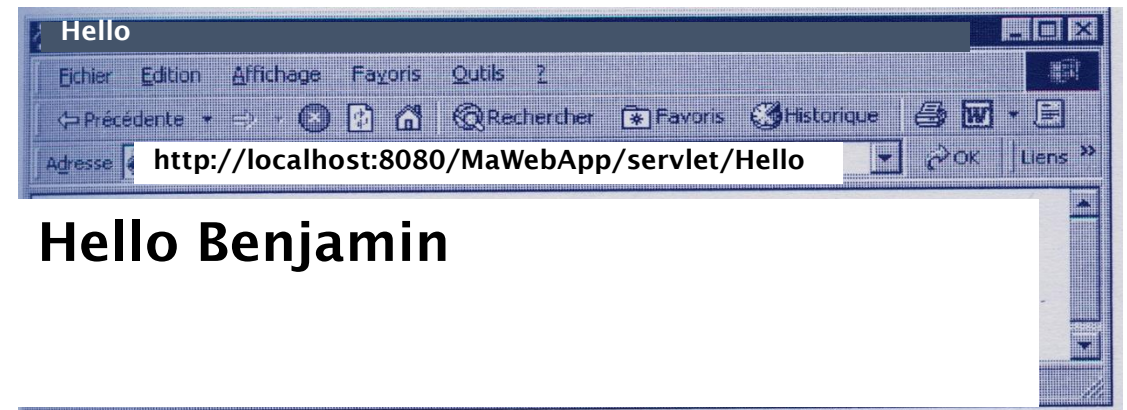 Hello
Fichier Edition Affichage Favoris Outils ?
Précédente Rechercher Favoris Historique
Adresse http://localhost:8080/MaWebApp/servlet/Hello OK Liens »
Hello Benjamin